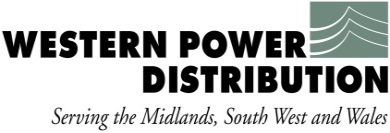 WESTERN POWER
DISTRIBUTION
Serving the Midlands, South West and Wales